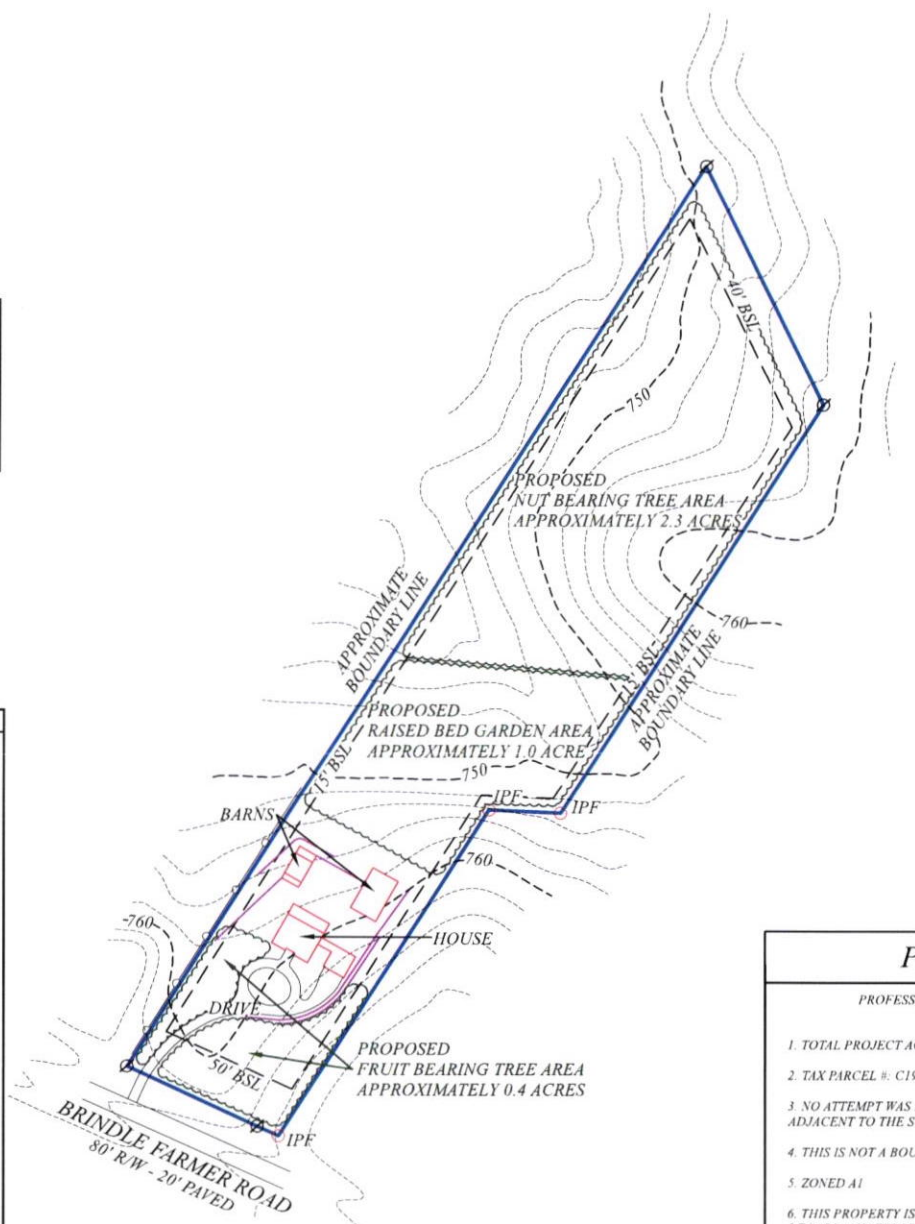 40' BSL
750
PROPOSED
NUT BEARING TREE AREA
APPROXIMATELY 2.3 ACRES
APPROXIMATE
BOUNDARY LINE
760
15' BSL
APPROXIMATE
BOUNDARY LINE
PROPOSED
RAISED BED GARDEN AREA
APPROXIMATELY 1.0 ACRE
15' BSL
750
IPF
IPF
BARNS
760
760
HOUSE
DRIVE
50' BSL
PROPOSED
FRUIT BEARING TREE AREA
APPROXIMATELY 0.4 ACRES
IPF
BRINDLE FARMER ROAD
80' R/W - 20' PAVED
P
PROFESS
1. TOTAL PROJECT AC
2. TAX PARCEL #: C19
3. NO ATTEMPT WAS
ADJACENT TO THE S
4. THIS IS NOT A BOU
5. ZONED A1
6. THIS PROPERTY IS